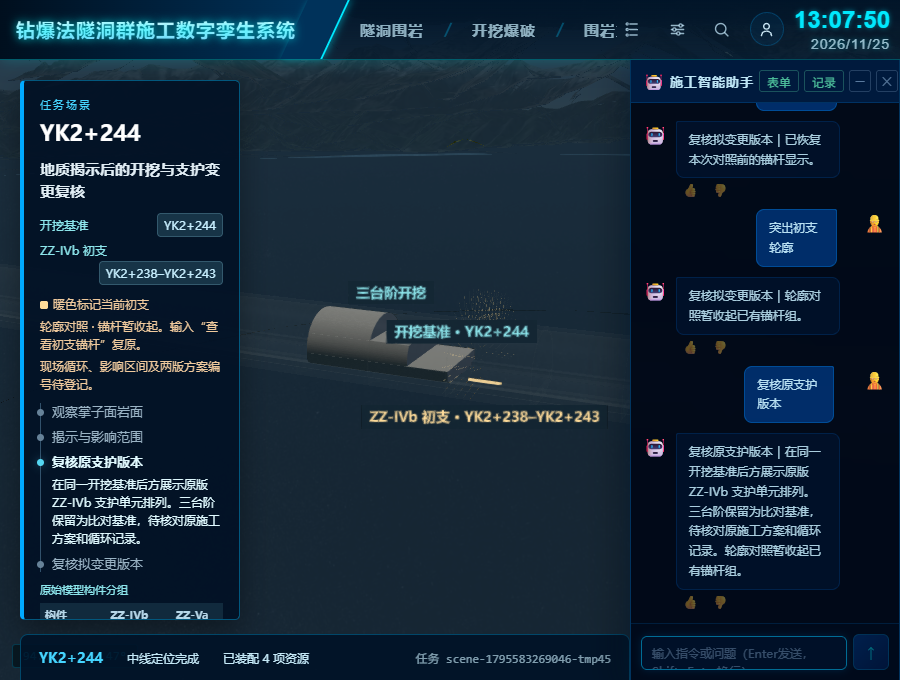 钻爆法隧洞群施工数字孪生系统
隧洞围岩 / 开挖爆破 / 围岩
13:07:50
2026/11/25
任务场景
YK2+244
地质揭示后的开挖与支护变
更复核
开挖基准 YK2+244
ZZ-IVb 初支
YK2+238–YK2+243
暖色标记当前初支
轮廓对照 · 锚杆暂收起。输入“查
看初支锚杆”复原。
现场循环、影响区间及两版方案编
号待登记。
观察掌子面岩面
揭示与影响范围
复核原支护版本
在同一开挖基准后方展示原版
ZZ-IVb 支护单元排列。三台阶
保留为比对基准，待核对原施工
方案和循环记录。
复核拟变更版本
原始模型构件分组
构件 ZZ-IVb ZZ-Va
三台阶开挖
开挖基准 • YK2+244
ZZ-IVb 初支 • YK2+238–YK2+243
YK2+244 中线定位完成 已装配 4 项资源 任务 scene-1795583269046-tmp45
施工智能助手 表单 记录
复核拟变更版本 | 已恢复
本次对照前的锚杆显示。
突出初支
轮廓
复核拟变更版本 | 轮廓对
照暂收起已有锚杆组。
复核原支护
版本
复核原支护版本 | 在同一
开挖基准后方展示原版
ZZ-IVb 支护单元排列。
三台阶保留为比对基准，
待核对原施工方案和循环
记录。轮廓对照暂收起已
有锚杆组。
输入指令或问题（Enter发送，